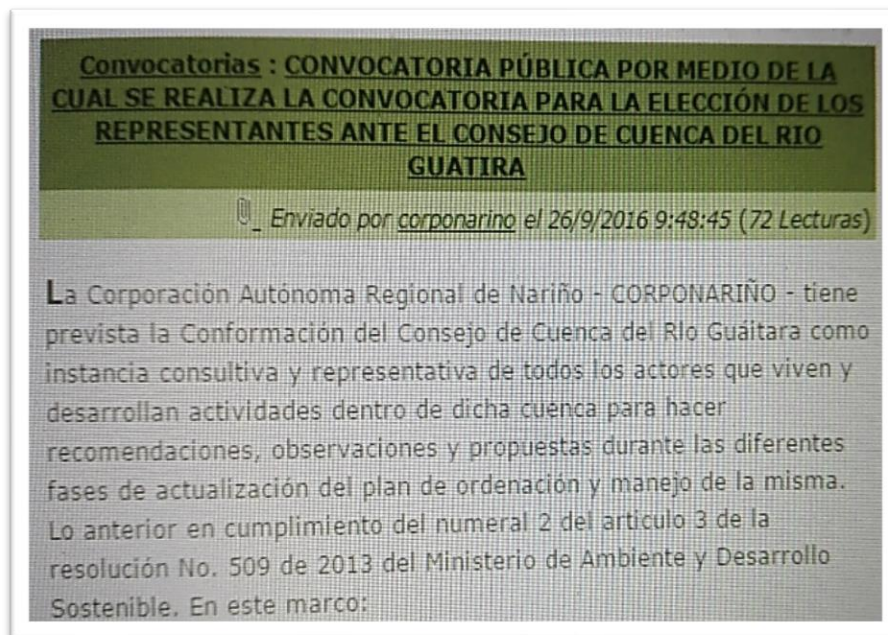 Convocatorias : CONVOCATORIA PÚBLICA POR MEDIO DE LA
CUAL SE REALIZA LA CONVOCATORIA PARA LA ELECCIÓN DE LOS
REPRESENTANTES ANTE EL CONSEJO DE CUENCA DEL RIO
GUATIRA
_ Enviado por corponarino el 26/9/2016 9:48:45 (72 Lecturas)
La Corporación Autónoma Regional de Nariño - CORPONARIÑO - tiene
prevista la Conformación del Consejo de Cuenca del RIo Guáitara como
instancia consultiva y representativa de todos los actores que viven y
desarrollan actividades dentro de dicha cuenca para hacer
recomendaciones, observaciones y propuestas durante las diferentes
fases de actualización del plan de ordenación y manejo de la misma.
Lo anterior en cumplimiento del numeral 2 del articulo 3 de la
resolución No. 509 de 2013 del Ministerio de Ambiente y Desarrollo
Sostenible. En este marco: